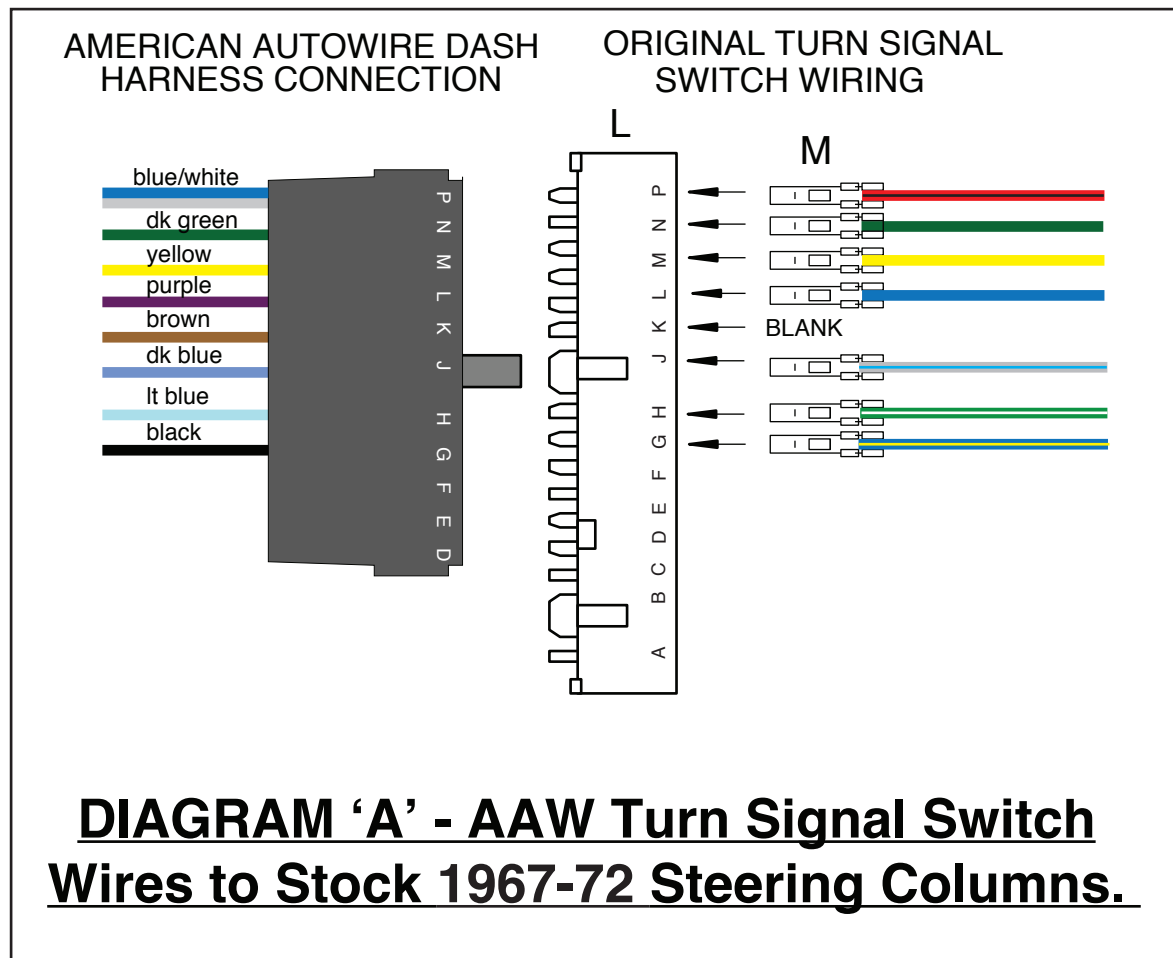 AMERICAN AUTOWIRE DASH
HARNESS CONNECTION
ORIGINAL TURN SIGNAL
SWITCH WIRING
L
M
blue/white
dk green
yellow
purple
brown
dk blue
lt blue
black
P
N
M
L
K
J
H
G
F
E
D
P
N
M
L
K
J
H
G
F
E
D
C
B
A
BLANK
DIAGRAM ‘A’ - AAW Turn Signal Switch
Wires to Stock 1967-72 Steering Columns.